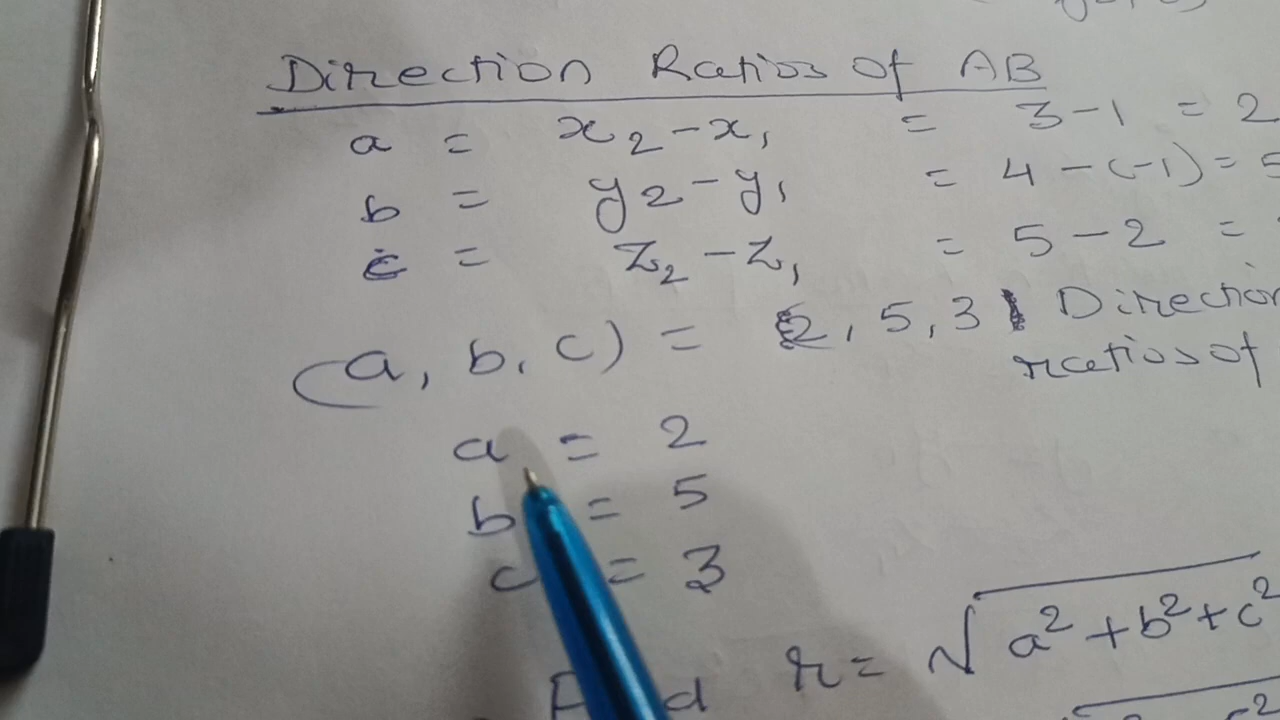 Direction Ratios of AB
a = x₂ - x₁ = 3 - 1 = 2
b = y₂ - y₁ = 4 - (-1) = 5
c = z₂ - z₁ = 5 - 2 =
(a, b, c) = 2, 5, 3 Direction
ratios of
a = 2
b = 5
c = 3
r = √a² + b² + c²